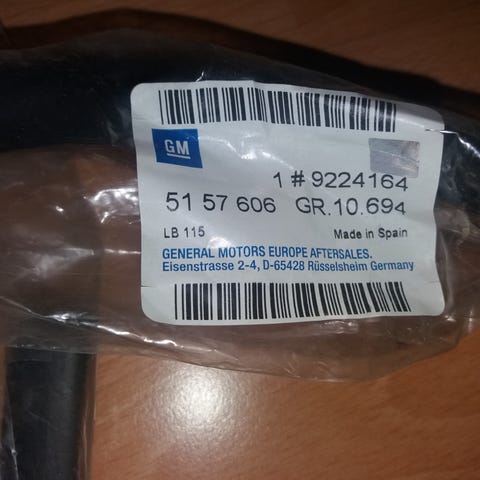 GM
1 # 9224164
51 57 606 GR.10.694
LB 115 Made in Spain
GENERAL MOTORS EUROPE AFTERSALES.
Eisenstrasse 2-4, D-65428 Rüsselsheim Germany